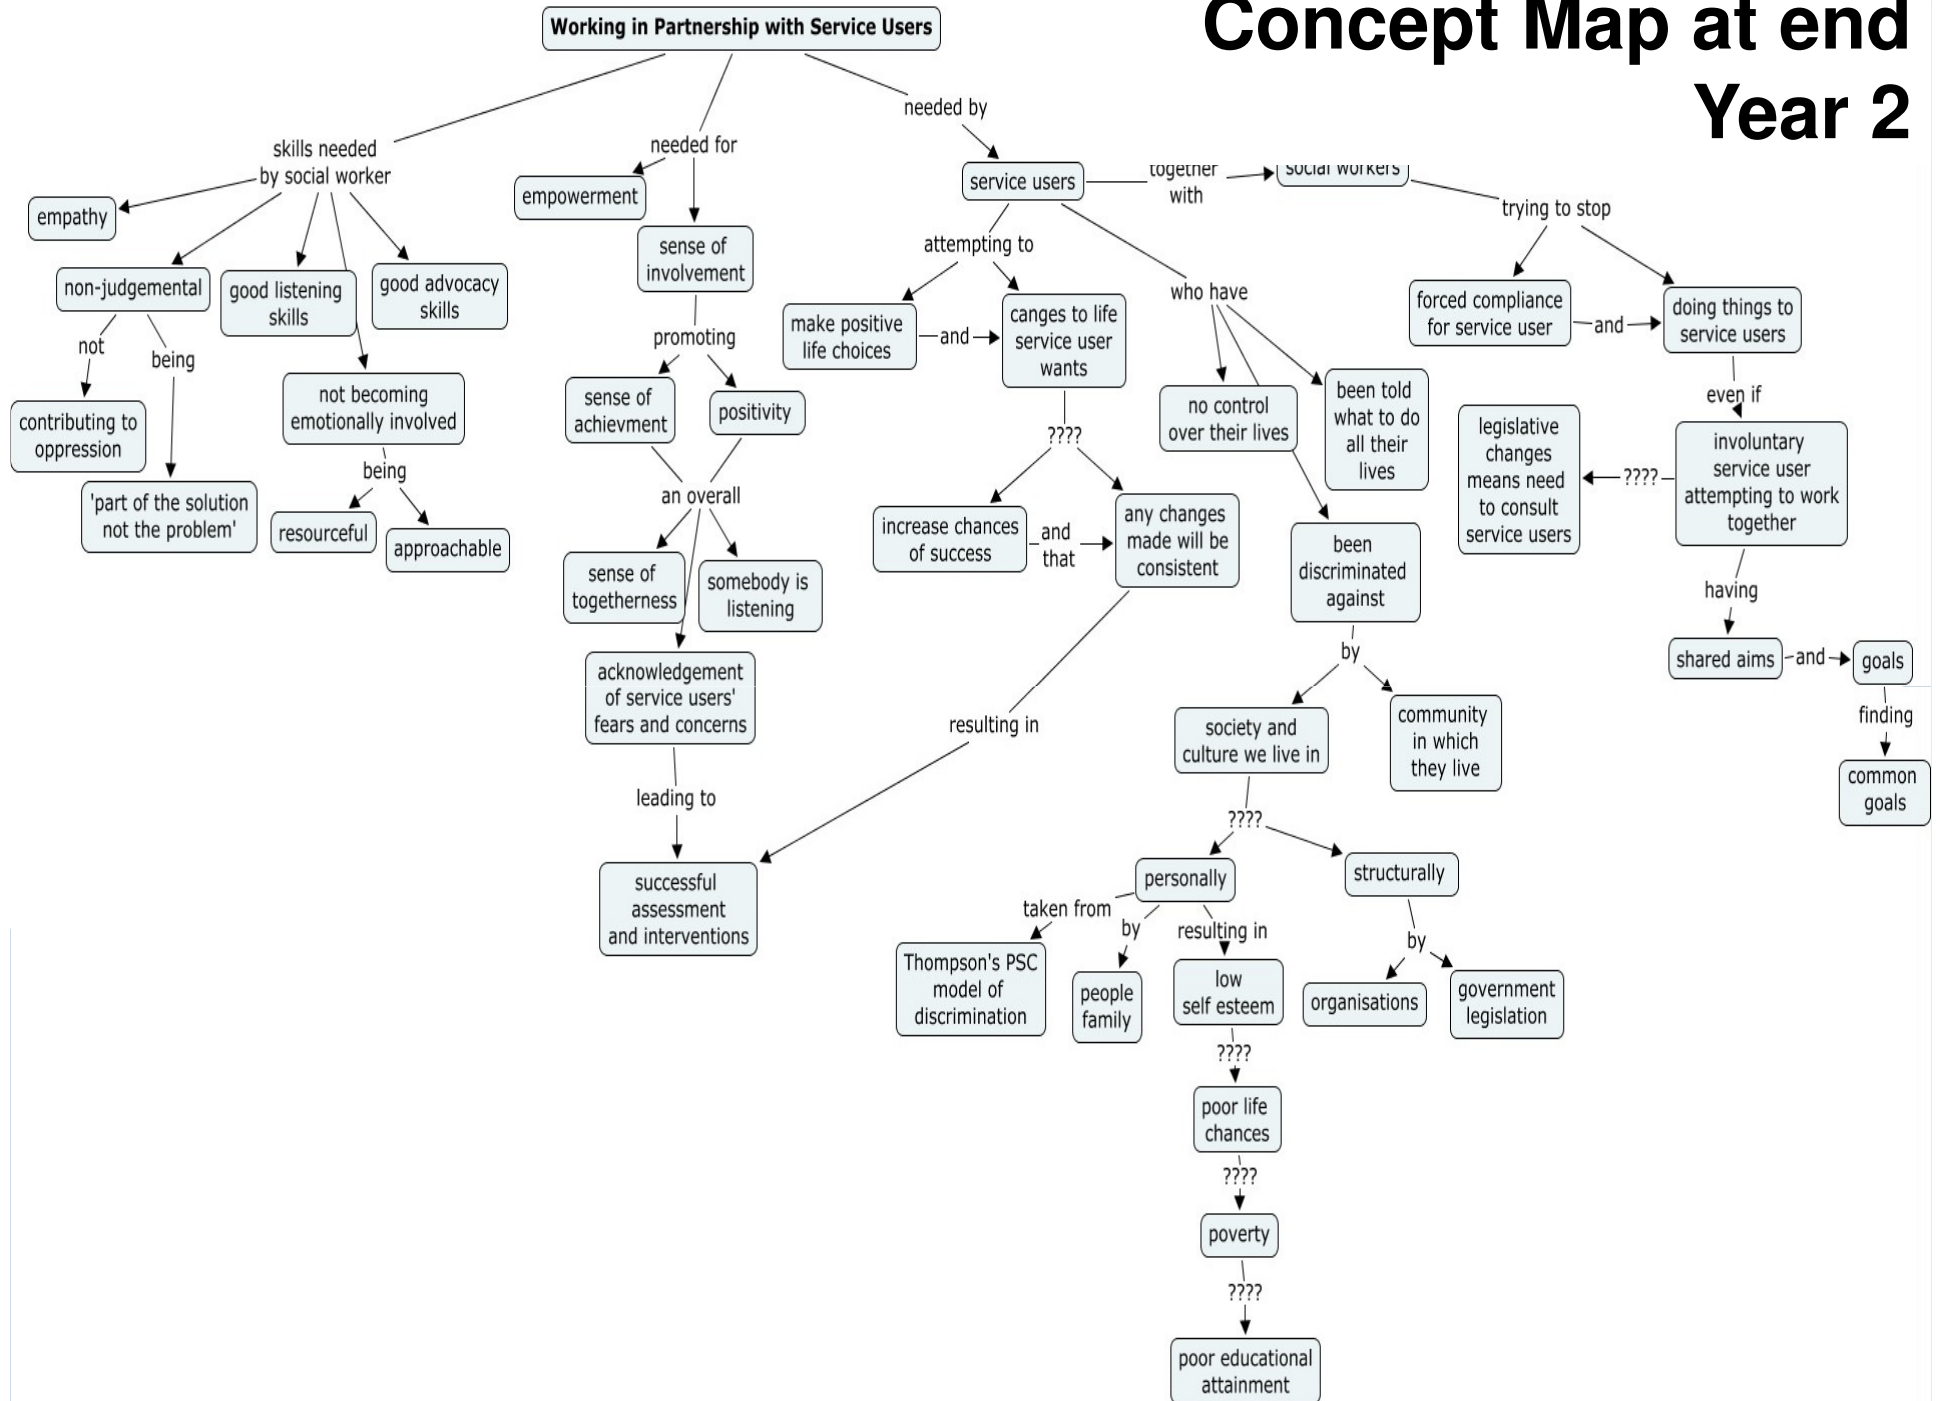 Concept Map at end
Year 2
Working in Partnership with Service Users
skills needed
by social worker
empathy
non-judgemental
good listening
skills
good advocacy
skills
not
being
contributing to
oppression
'part of the solution
not the problem'
not becoming
emotionally involved
being
resourceful
approachable
needed for
empowerment
sense of
involvement
promoting
sense of
achievment
positivity
an overall
sense of
togetherness
somebody is
listening
acknowledgement
of service users'
fears and concerns
leading to
successful
assessment
and interventions
needed by
service users
together
with
social workers
attempting to
make positive
life choices
and
canges to life
service user
wants
????
increase chances
of success
and
that
any changes
made will be
consistent
resulting in
who have
no control
over their lives
been told
what to do
all their
lives
been
discriminated
against
by
society and
culture we live in
community
in which
they live
????
personally
structurally
taken from
by
resulting in
Thompson's PSC
model of
discrimination
people
family
low
self esteem
by
organisations
government
legislation
????
poor life
chances
????
poverty
????
poor educational
attainment
trying to stop
forced compliance
for service user
and
doing things to
service users
even if
involuntary
service user
attempting to work
together
????
legislative
changes
means need
to consult
service users
having
shared aims
and
goals
finding
common
goals